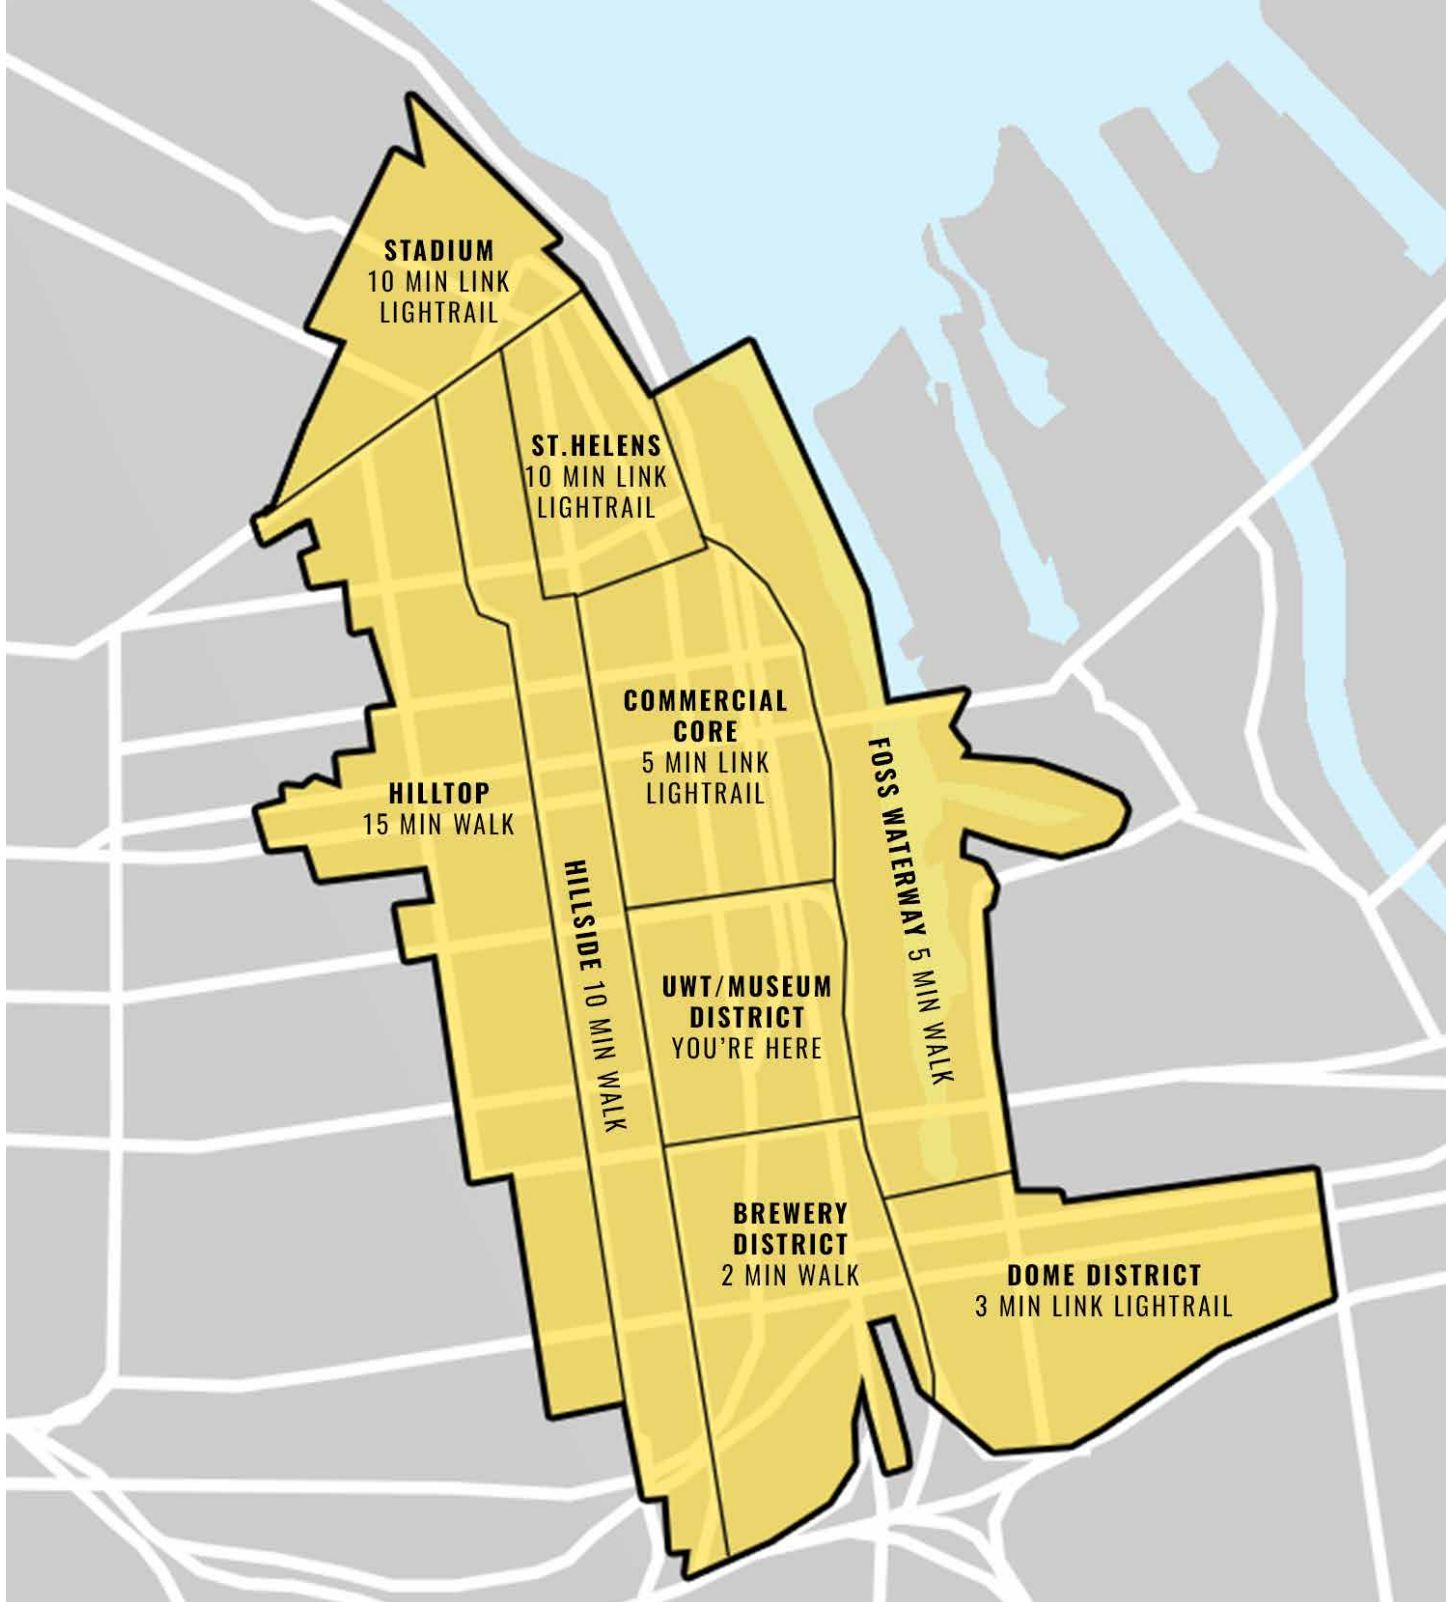 STADIUM
10 MIN LINK
LIGHTRAIL
ST.HELENS
10 MIN LINK
LIGHTRAIL
COMMERCIAL
CORE
5 MIN LINK
LIGHTRAIL
HILLTOP
15 MIN WALK
HILLSIDE 10 MIN WALK
FOSS WATERWAY 5 MIN WALK
UWT/MUSEUM
DISTRICT
YOU'RE HERE
BREWERY
DISTRICT
2 MIN WALK
DOME DISTRICT
3 MIN LINK LIGHTRAIL